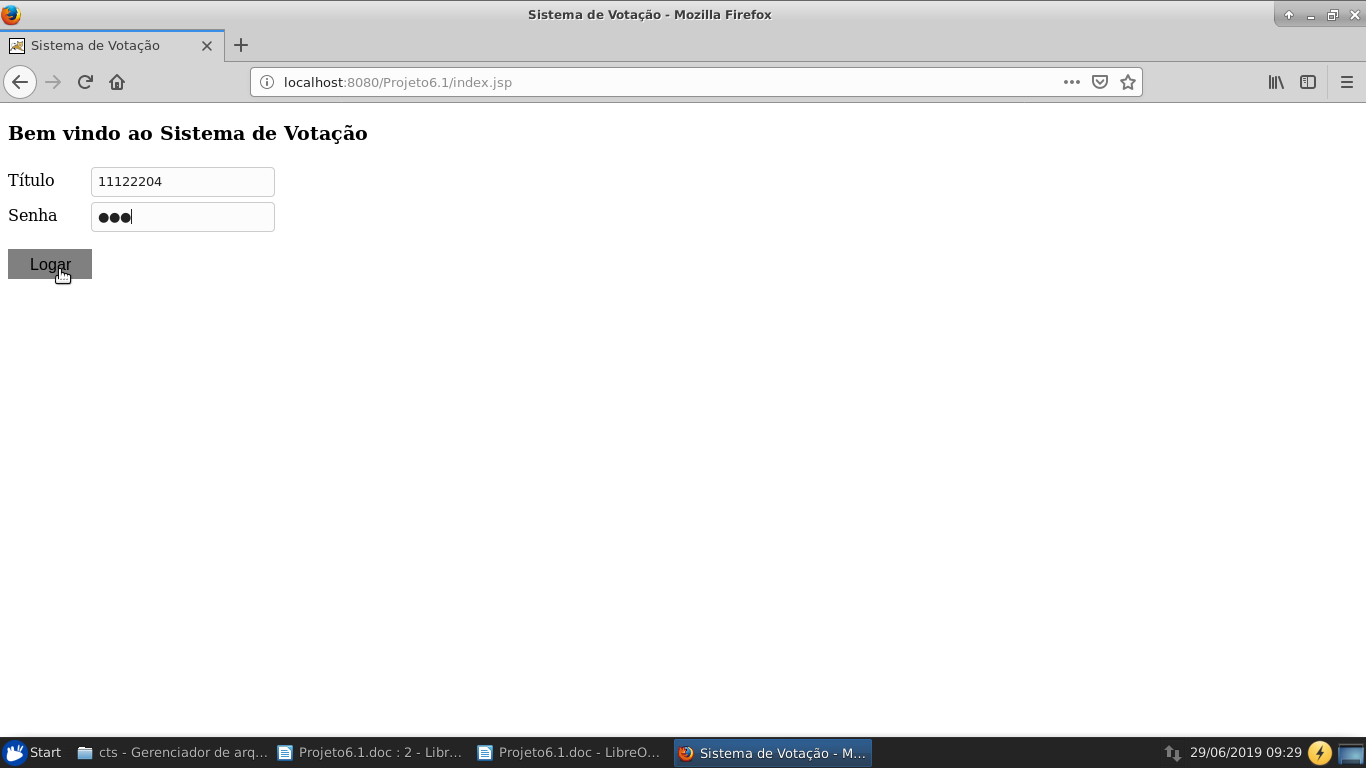 Sistema de Votação - Mozilla Firefox
Sistema de Votação
localhost:8080/Projeto6.1/index.jsp
Bem vindo ao Sistema de Votação
Título 11122204
Senha ●●●
Logar
Start cts - Gerenciador de arq... Projeto6.1.doc : 2 - Libr... Projeto6.1.doc - LibreO... Sistema de Votação - M... 29/06/2019 09:29